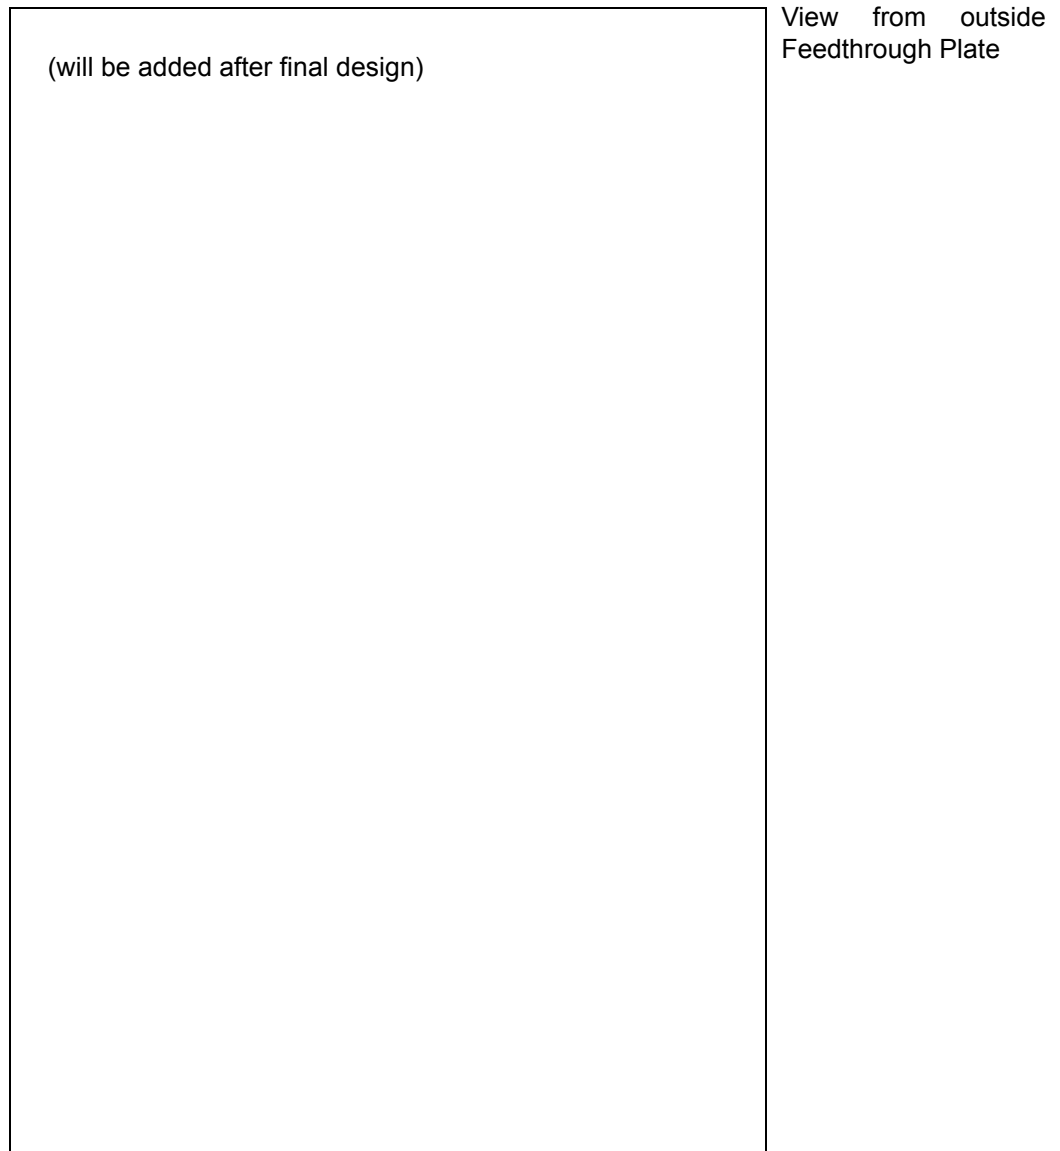 View from outside
Feedthrough Plate
(will be added after final design)